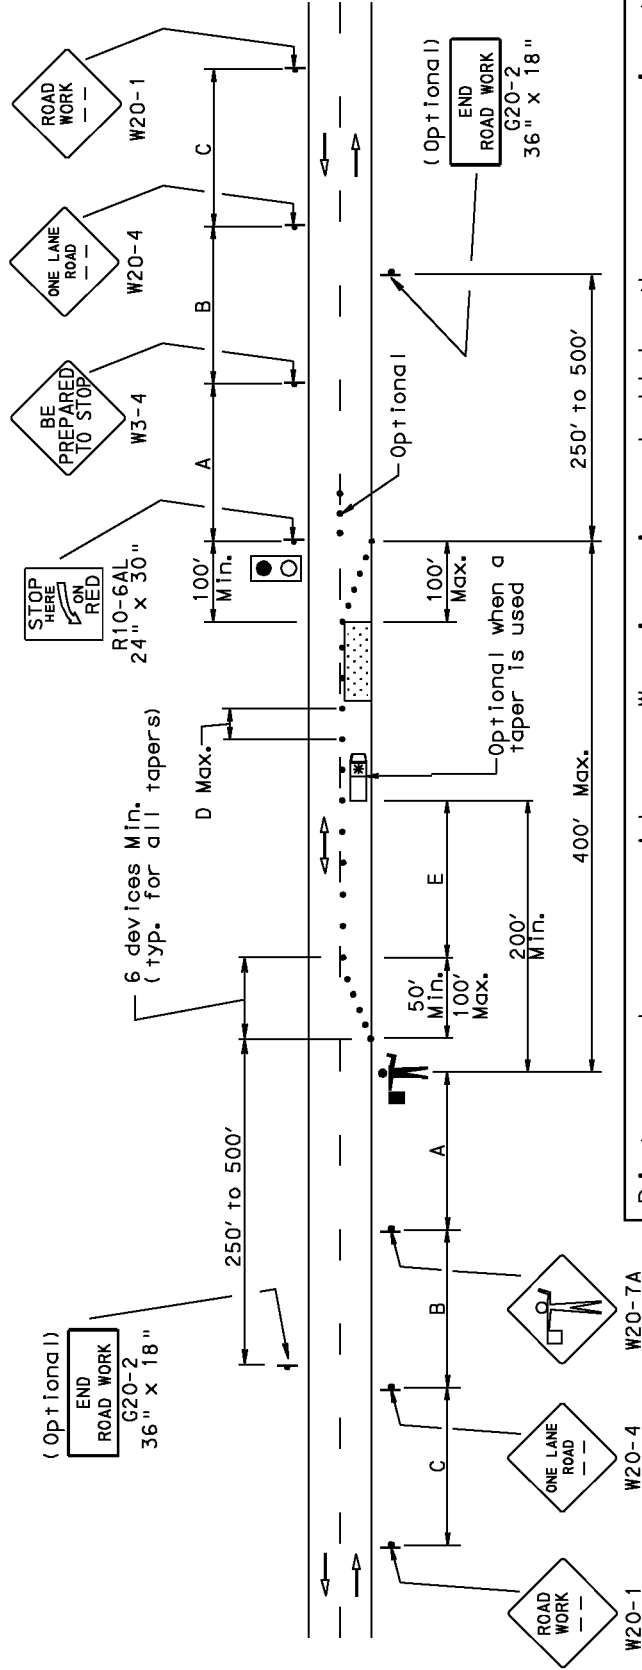 ROAD
WORK
W20-1
ONE LANE
ROAD
W20-4
BE
PREPARED
TO STOP
W3-4
STOP
HERE
ON
RED
R10-6AL
24" x 30"
6 devices Min.
(typ. for all tapers)
(Optional)
END
ROAD WORK
G20-2
36" x 18"
C
B
A
100'
Min.
D Max.
250' to 500'
Optional
(Optional)
END
ROAD WORK
G20-2
36" x 18"
250' to 500'
100'
Max.
Optional when a
taper is used
400' Max.
E
200'
Min.
50'
Min.
100'
Max.
A
B
C
W20-7A
ONE LANE
ROAD
W20-4
ROAD
WORK
W20-1